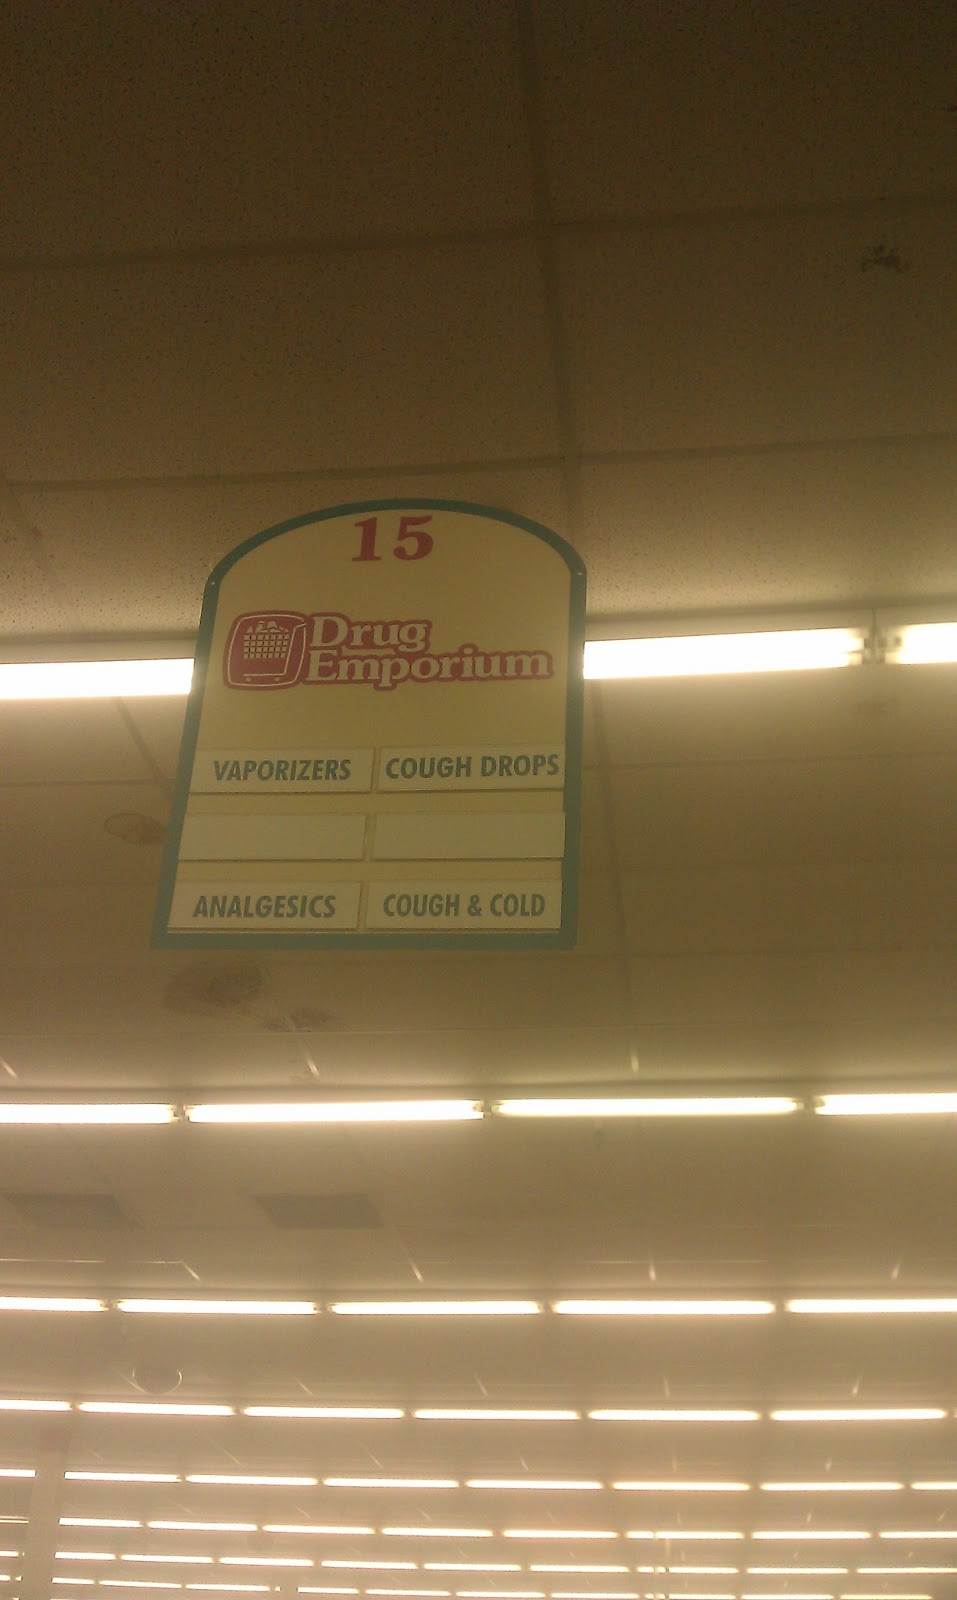 15
Drug
Emporium
VAPORIZERS COUGH DROPS
ANALGESICS COUGH & COLD